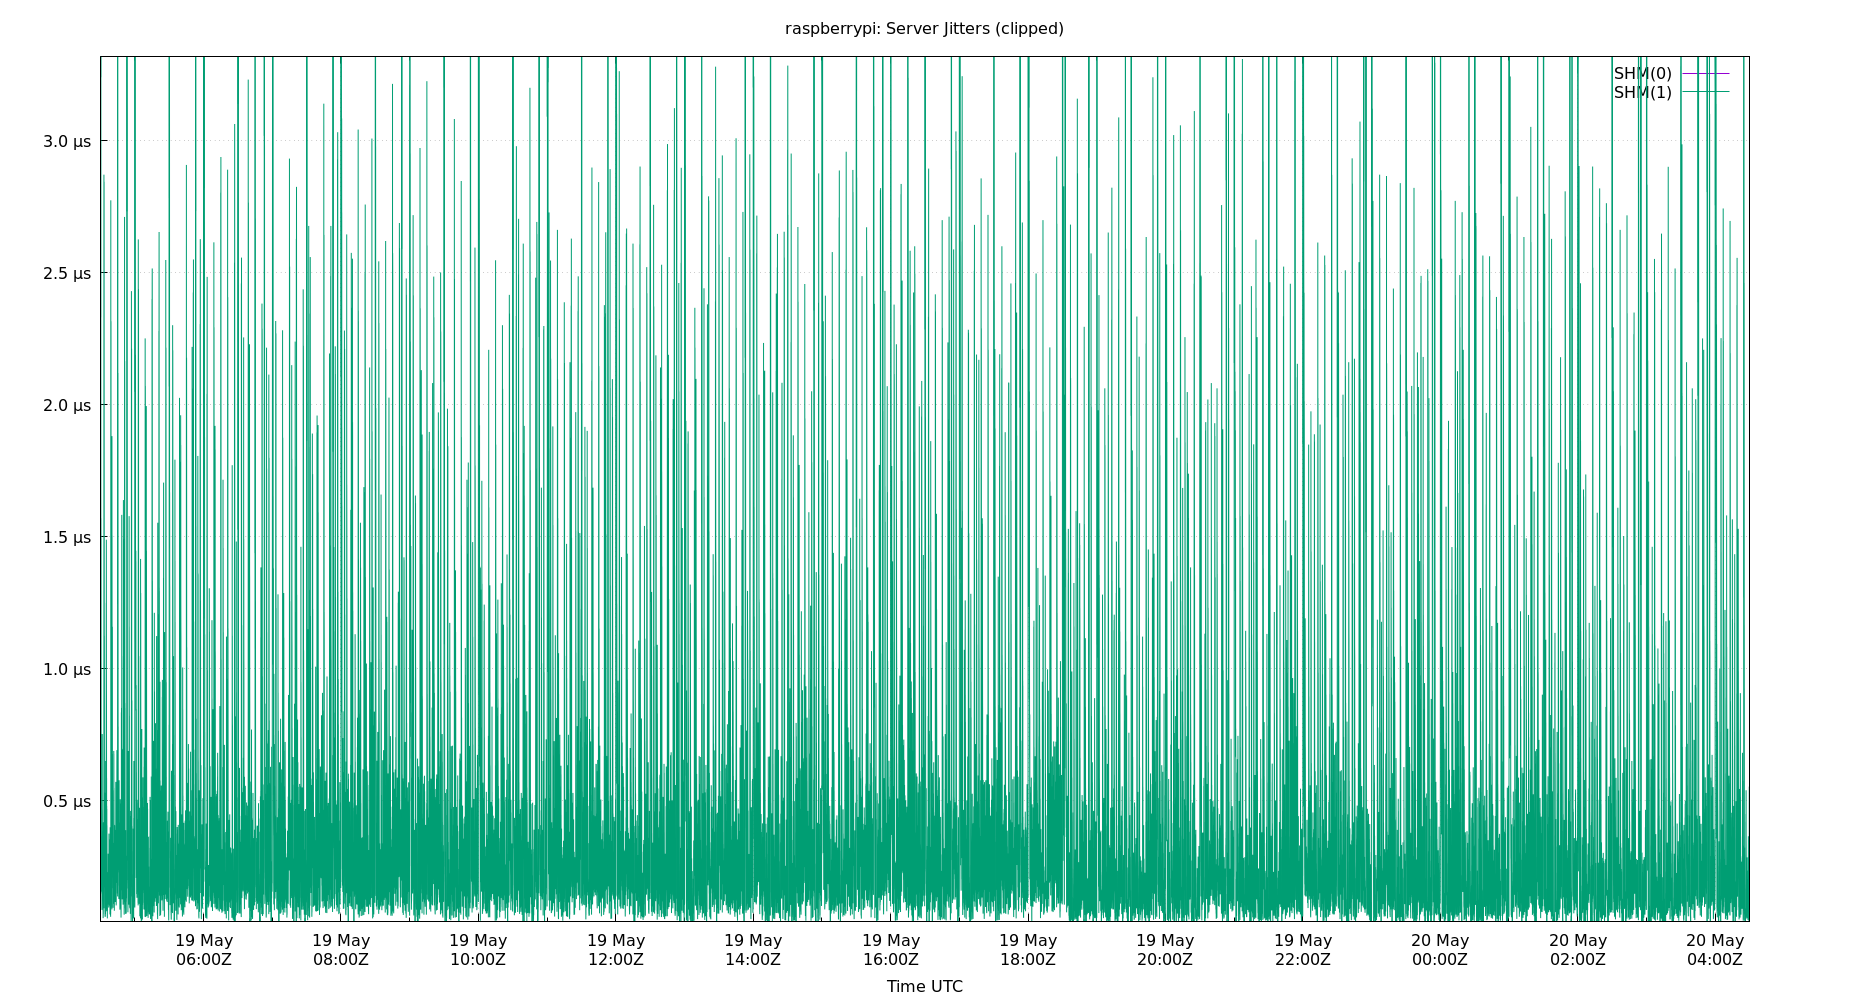 raspberrypi: Server Jitters (clipped)
SHM(0)
SHM(1)
3.0 µs
2.5 µs
2.0 µs
1.5 µs
1.0 µs
0.5 µs
19 May 19 May 19 May 19 May 19 May 19 May 19 May 19 May 19 May 20 May 20 May 20 May
06:00Z 08:00Z 10:00Z 12:00Z 14:00Z 16:00Z 18:00Z 20:00Z 22:00Z 00:00Z 02:00Z 04:00Z
Time UTC